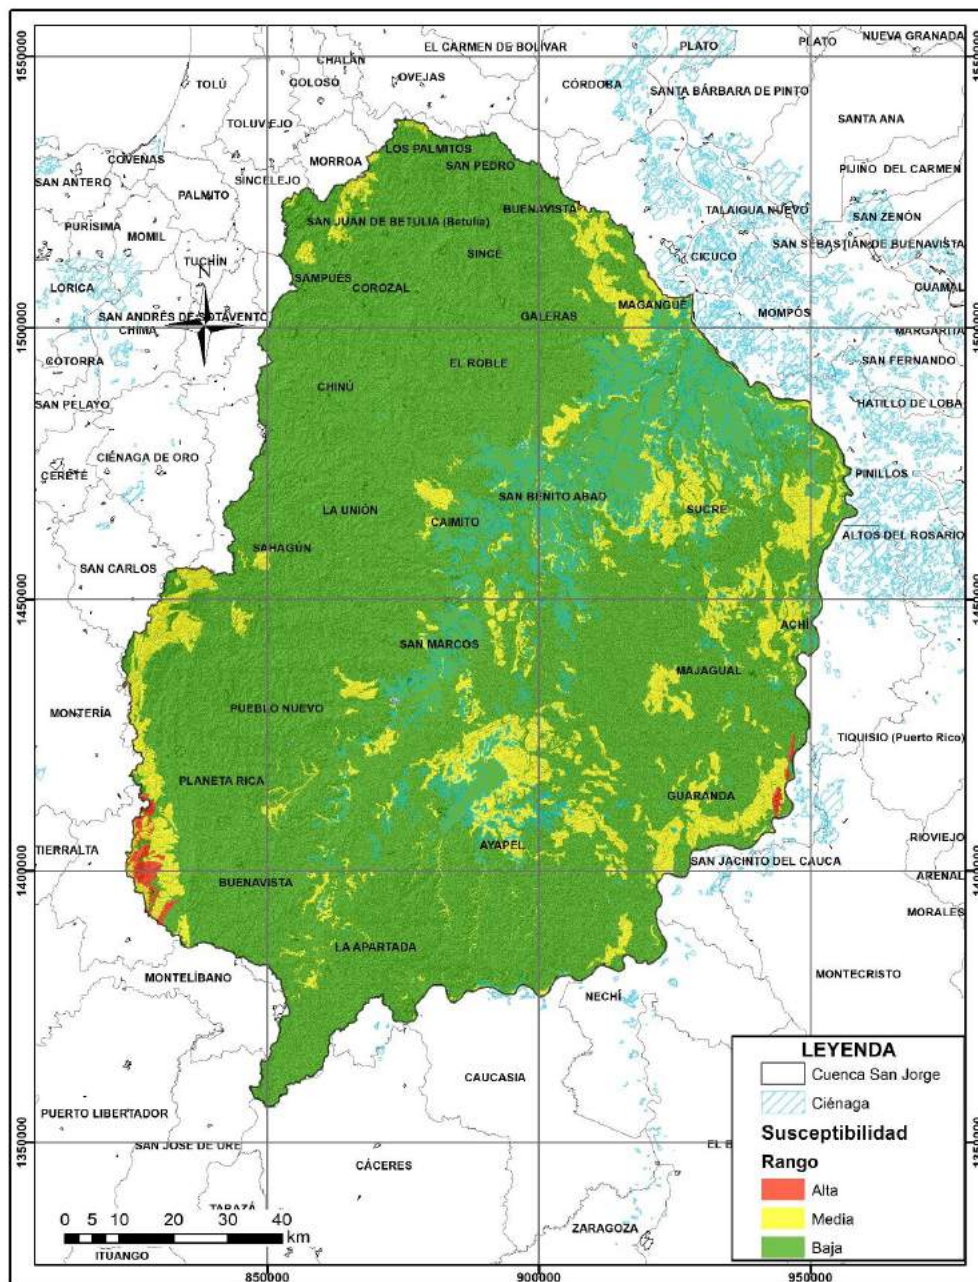 EL CARMEN DE BOLÍVAR
PLATO
PLATO
NUEVA GRANADA
CHALÁN
TOLÚ
COLOSÓ
OVEJAS
CÓRDOBA
SANTA BÁRBARA DE PINTO
SANTA ANA
TOLUVIEJO
LOS PALMITOS
MORROA
SAN PEDRO
COVEÑAS
SINCELEJO
SAN ANTERO
PALMITO
PIJIÑO DEL CARMEN
BUENAVISTA
TALAIGUA NUEVO
SAN ZENÓN
SAN JUAN DE BETULIA (Betulia)
PURÍSIMA
MOMIL
SINCÉ
SAN SEBASTIÁN DE BUENAVISTA
TUCHÍN
CICUCO
N
SAMPUÉS
COROZAL
LORICA
GUAMAL
MAGANGUÉ
SAN ANDRÉS DE SOTAVENTO
GALERAS
MOMPÓS
CHIMÁ
MARGARITA
COTORRA
EL ROBLE
SAN FERNANDO
CHINÚ
SAN PELAYO
HATILLO DE LOBA
CIÉNAGA DE ORO
CERETÉ
PINILLOS
SAN BENITO ABAD
LA UNIÓN
CAIMITO
SUCRE
ALTOS DEL ROSARIO
SAHAGÚN
SAN CARLOS
ACHÍ
SAN MARCOS
MAJAGUAL
PUEBLO NUEVO
MONTERÍA
TIQUISIO (Puerto Rico)
PLANETA RICA
GUARANDA
RIOVIEJO
TIERRALTA
AYAPEL
SAN JACINTO DEL CAUCA
ARENAL
BUENAVISTA
MORALES
LA APARTADA
MONTELÍBANO
MONTECRISTO
NECHÍ
CAUCASIA
PUERTO LIBERTADOR
SAN JOSÉ DE URÉ
CÁCERES
EL B
TARAZÁ
ZARAGOZA
ITUANGO
850000
900000
950000
1550000
1500000
1450000
1400000
1350000
1550000
1500000
1450000
1400000
1350000
0 5 10 20 30 40
km
LEYENDA
Cuenca San Jorge
Ciénaga
Susceptibilidad
Rango
Alta
Media
Baja